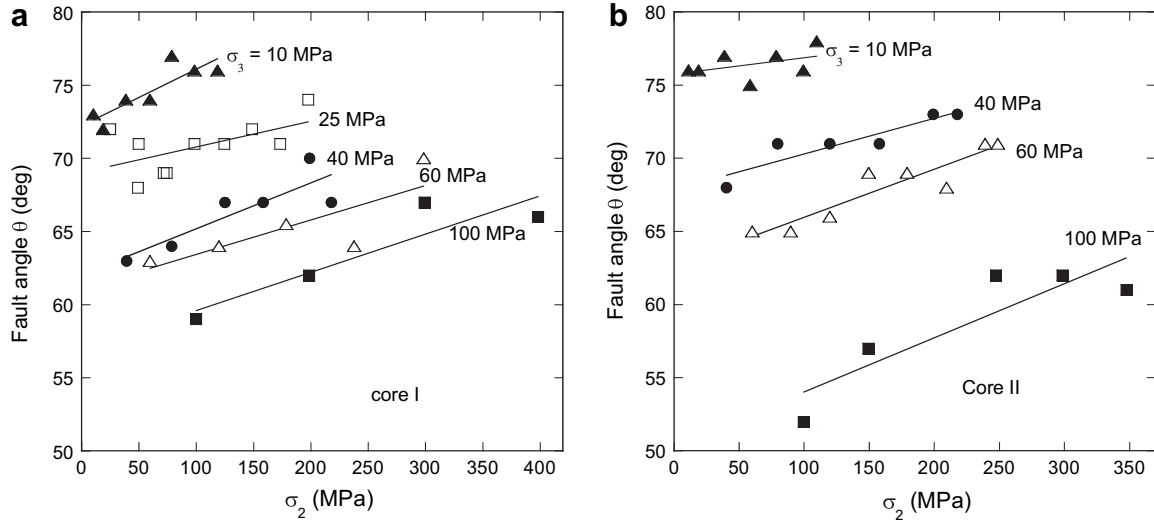 a
80
75
70
65
60
55
50
Fault angle θ (deg)
σ3 = 10 MPa
25 MPa
40 MPa
60 MPa
100 MPa
core I
0 50 100 150 200 250 300 350 400
σ2 (MPa)
b
80
75
70
65
60
55
50
Fault angle θ (deg)
σ3 = 10 MPa
40 MPa
60 MPa
100 MPa
Core II
0 50 100 150 200 250 300 350
σ2 (MPa)